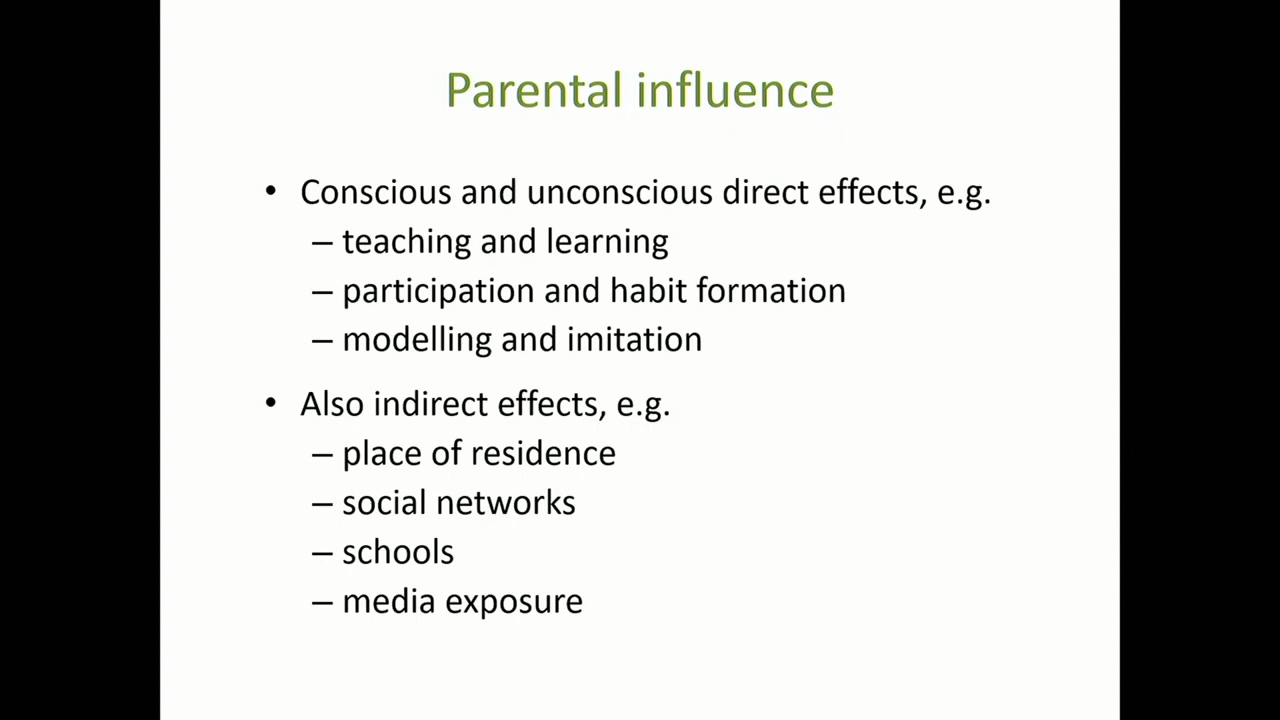 Parental influence
• Conscious and unconscious direct effects, e.g.
– teaching and learning
– participation and habit formation
– modelling and imitation
• Also indirect effects, e.g.
– place of residence
– social networks
– schools
– media exposure